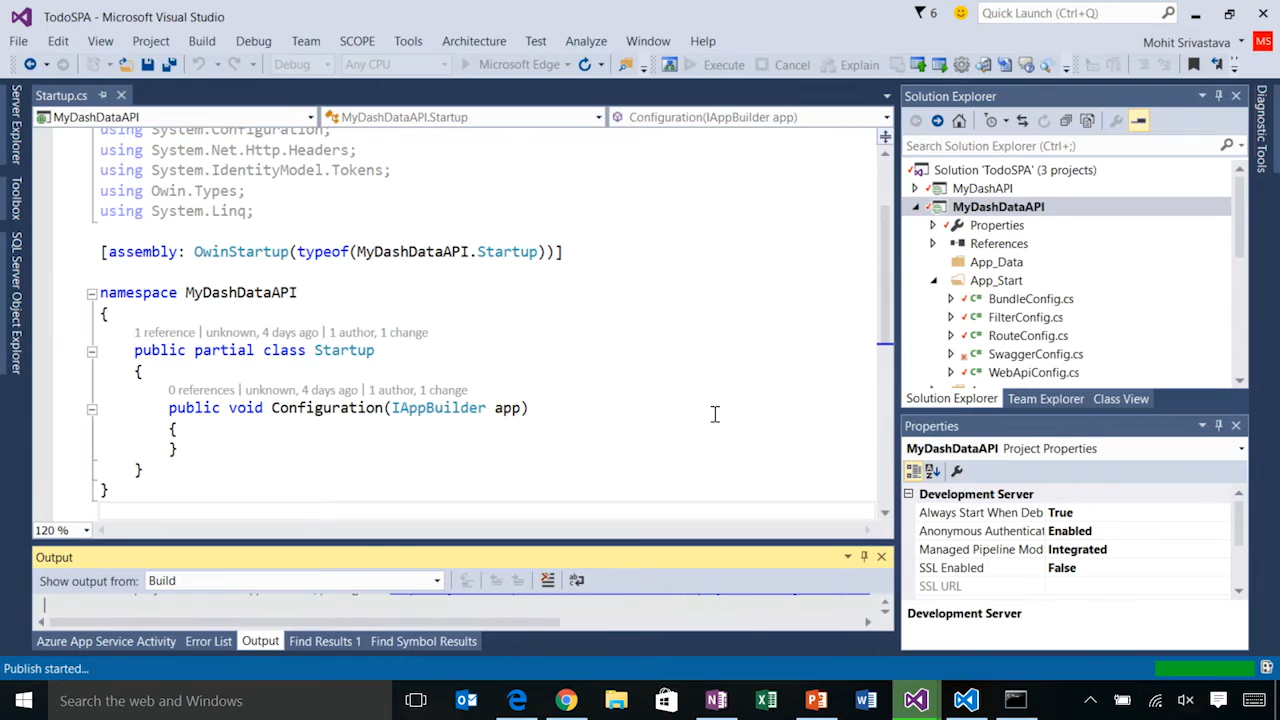 TodoSPA - Microsoft Visual Studio
6
Quick Launch (Ctrl+Q)
File Edit View Project Build Debug Team SCOPE Tools Architecture Test Analyze Window Help
Mohit Srivastava MS
Debug Any CPU Microsoft Edge Execute Cancel Explain
Server Explorer
Toolbox
SQL Server Object Explorer
Startup.cs
MyDashDataAPI MyDashDataAPI.Startup Configuration(IAppBuilder app)
using System.Configuration;
using System.Net.Http.Headers;
using System.IdentityModel.Tokens;
using Owin.Types;
using System.Linq;
[assembly: OwinStartup(typeof(MyDashDataAPI.Startup))]
namespace MyDashDataAPI
{
1 reference | unknown, 4 days ago | 1 author, 1 change
public partial class Startup
{
0 references | unknown, 4 days ago | 1 author, 1 change
public void Configuration(IAppBuilder app)
{
}
}
}
120 %
Output
Show output from: Build
Azure App Service Activity Error List Output Find Results 1 Find Symbol Results
Solution Explorer
Search Solution Explorer (Ctrl+;)
Solution 'TodoSPA' (3 projects)
MyDashAPI
MyDashDataAPI
Properties
References
App_Data
App_Start
BundleConfig.cs
FilterConfig.cs
RouteConfig.cs
SwaggerConfig.cs
WebApiConfig.cs
Solution Explorer Team Explorer Class View
Properties
MyDashDataAPI Project Properties
Development Server
Always Start When Deb True
Anonymous Authenticat Enabled
Managed Pipeline Mod Integrated
SSL Enabled False
SSL URL
Development Server
Diagnostic Tools
Publish started...
Search the web and Windows